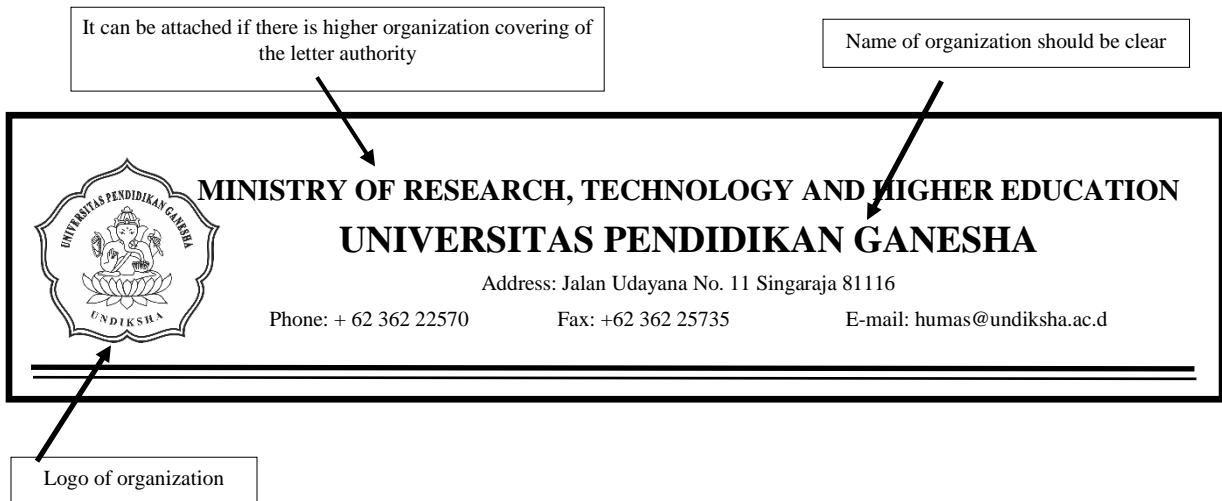 It can be attached if there is higher organization covering of
the letter authority
Name of organization should be clear
MINISTRY OF RESEARCH, TECHNOLOGY AND HIGHER EDUCATION
UNIVERSITAS PENDIDIKAN GANESHA
UNIVERSITAS PENDIDIKAN GANESHA
UNDIKSHA
Address: Jalan Udayana No. 11 Singaraja 81116
Phone: + 62 362 22570 Fax: +62 362 25735 E-mail: humas@undiksha.ac.d
Logo of organization